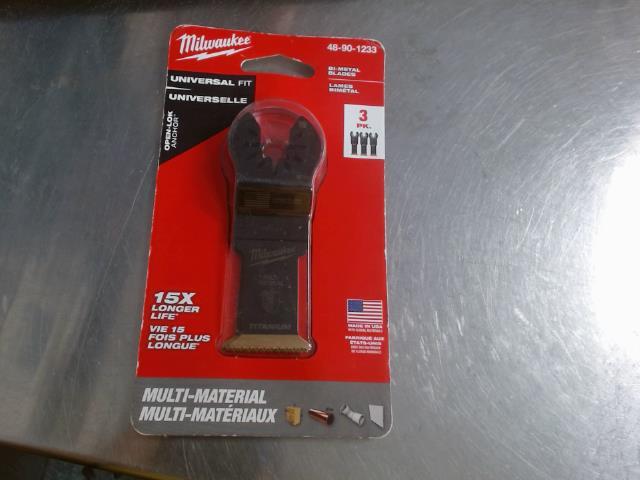 Milwaukee
48-90-1233
UNIVERSAL FIT
UNIVERSELLE
OPEN-LOK
ANCHOR
BI-METAL
BLADES
LAMES
BIMÉTAL
3
PK.
Milwaukee
TITANIUM
15X
LONGER
LIFE*
VIE 15
FOIS PLUS
LONGUE*
MADE IN USA
FABRIQUÉ AUX
ÉTATS-UNIS
MULTI-MATERIAL
MULTI-MATÉRIAUX